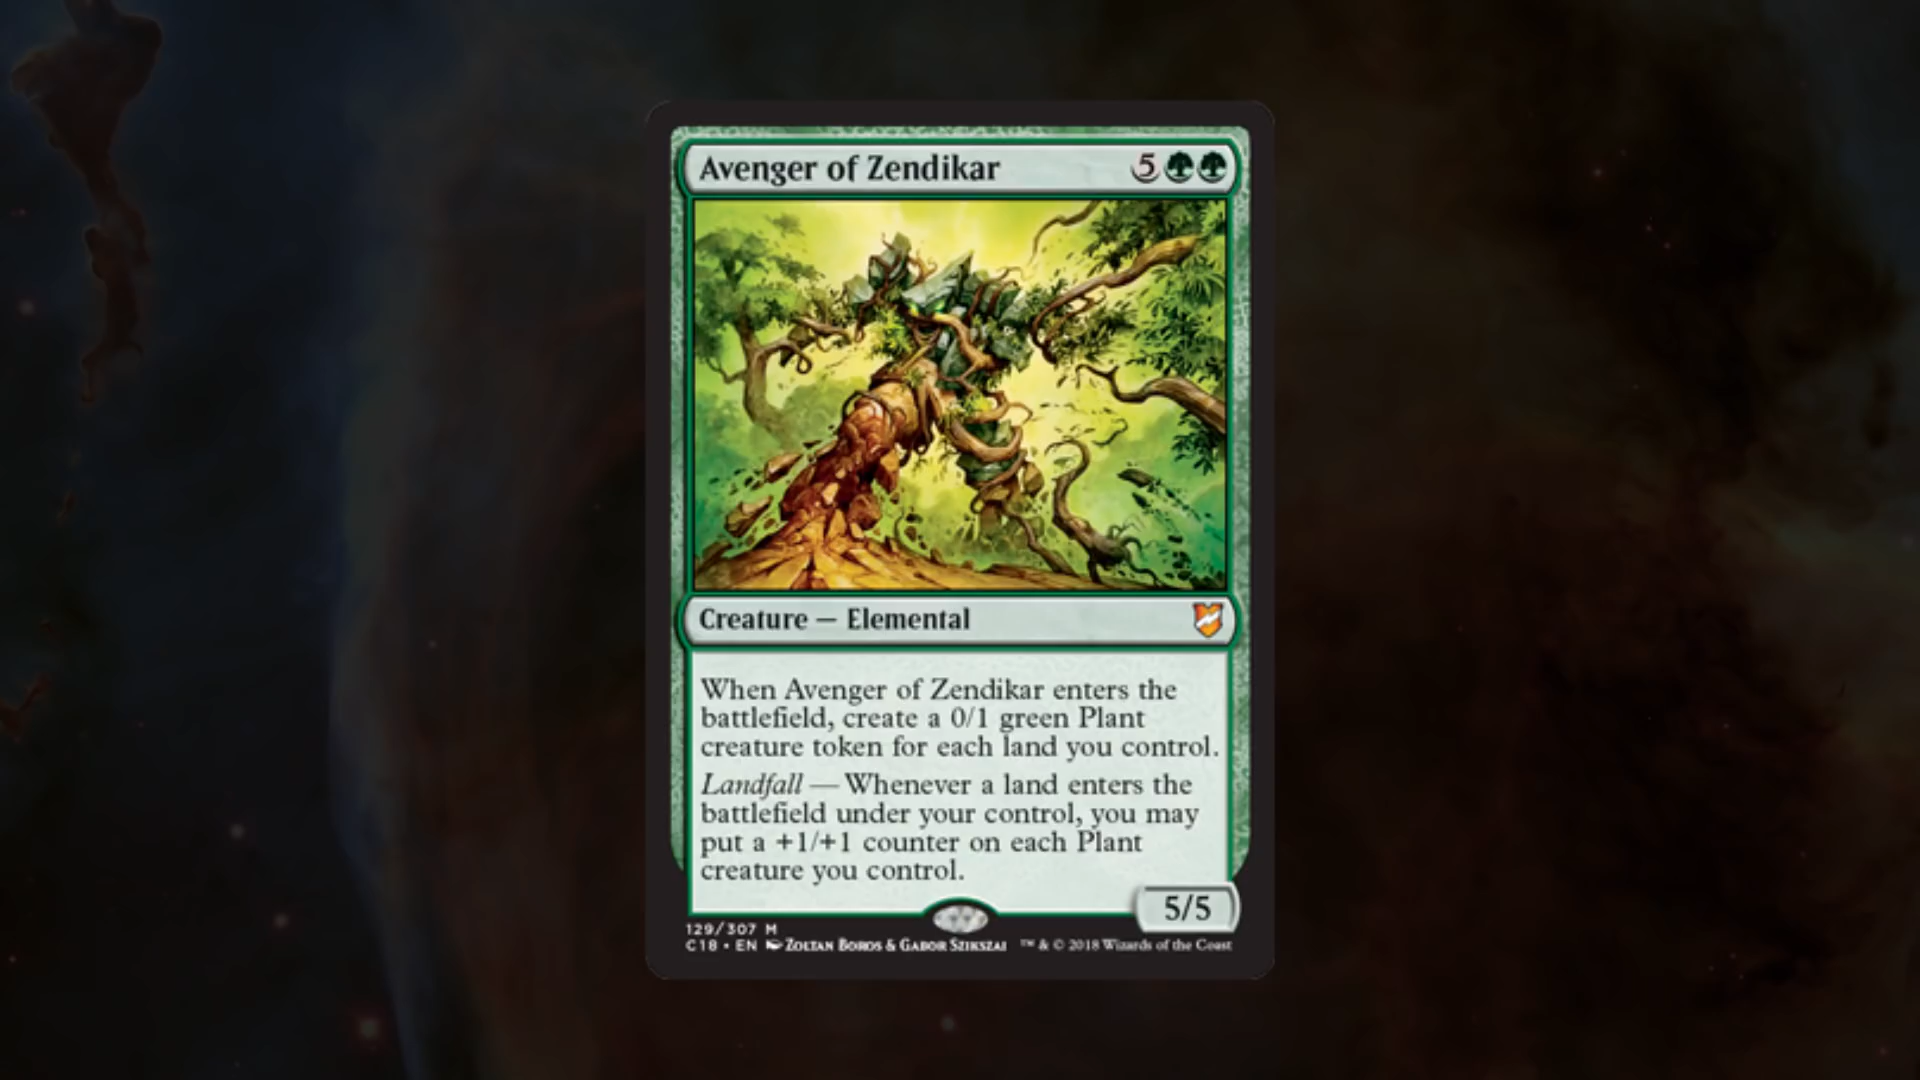 Avenger of Zendikar 5
Creature — Elemental
When Avenger of Zendikar enters the
battlefield, create a 0/1 green Plant
creature token for each land you control.
Landfall — Whenever a land enters the
battlefield under your control, you may
put a +1/+1 counter on each Plant
creature you control.
5/5
129/307 M
C18 • EN Zoltan Boros & Gabor Szikszai ™ & © 2018 Wizards of the Coast